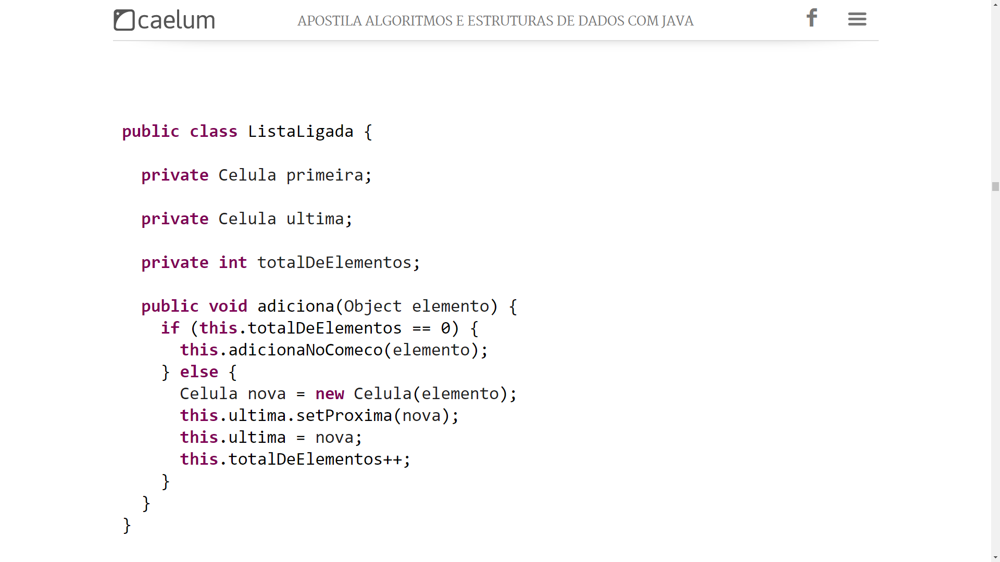 caelum
APOSTILA ALGORITMOS E ESTRUTURAS DE DADOS COM JAVA
f
public class ListaLigada {
private Celula primeira;
private Celula ultima;
private int totalDeElementos;
public void adiciona(Object elemento) {
if (this.totalDeElementos == 0) {
this.adicionaNoComeco(elemento);
} else {
Celula nova = new Celula(elemento);
this.ultima.setProxima(nova);
this.ultima = nova;
this.totalDeElementos++;
}
}
}